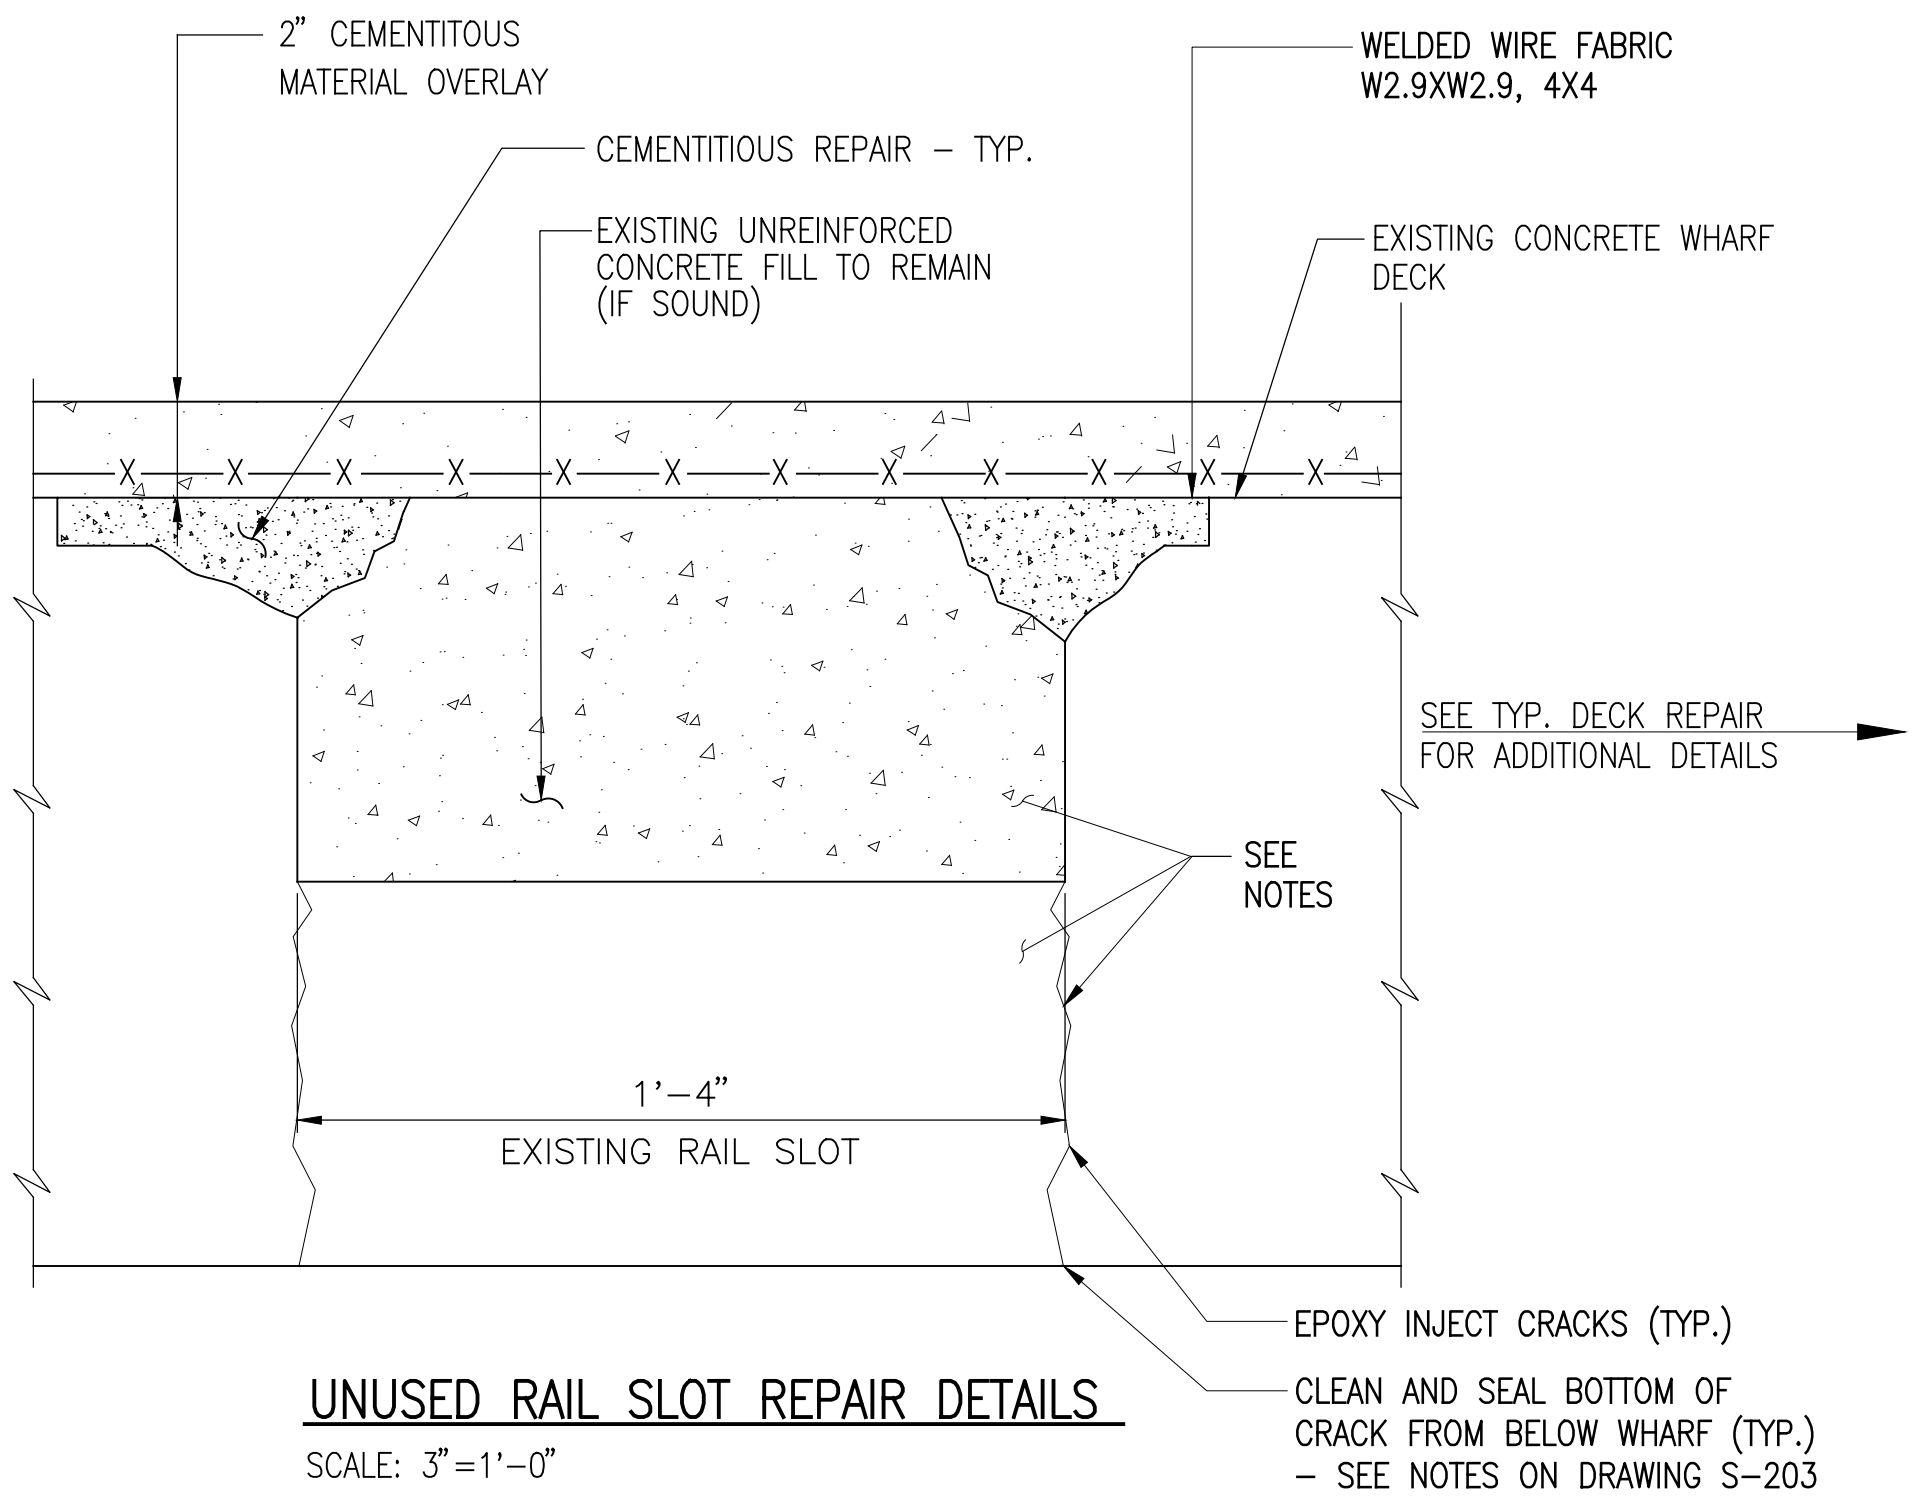 2” CEMENTITOUS
MATERIAL OVERLAY
WELDED WIRE FABRIC
W2.9XW2.9, 4X4
CEMENTITIOUS REPAIR – TYP.
EXISTING UNREINFORCED
CONCRETE FILL TO REMAIN
(IF SOUND)
EXISTING CONCRETE WHARF
DECK
X X X X X X X X X X X X
SEE TYP. DECK REPAIR
FOR ADDITIONAL DETAILS
SEE
NOTES
1’–4”
EXISTING RAIL SLOT
EPOXY INJECT CRACKS (TYP.)
CLEAN AND SEAL BOTTOM OF
CRACK FROM BELOW WHARF (TYP.)
– SEE NOTES ON DRAWING S–203
UNUSED RAIL SLOT REPAIR DETAILS
SCALE: 3”=1’–0”